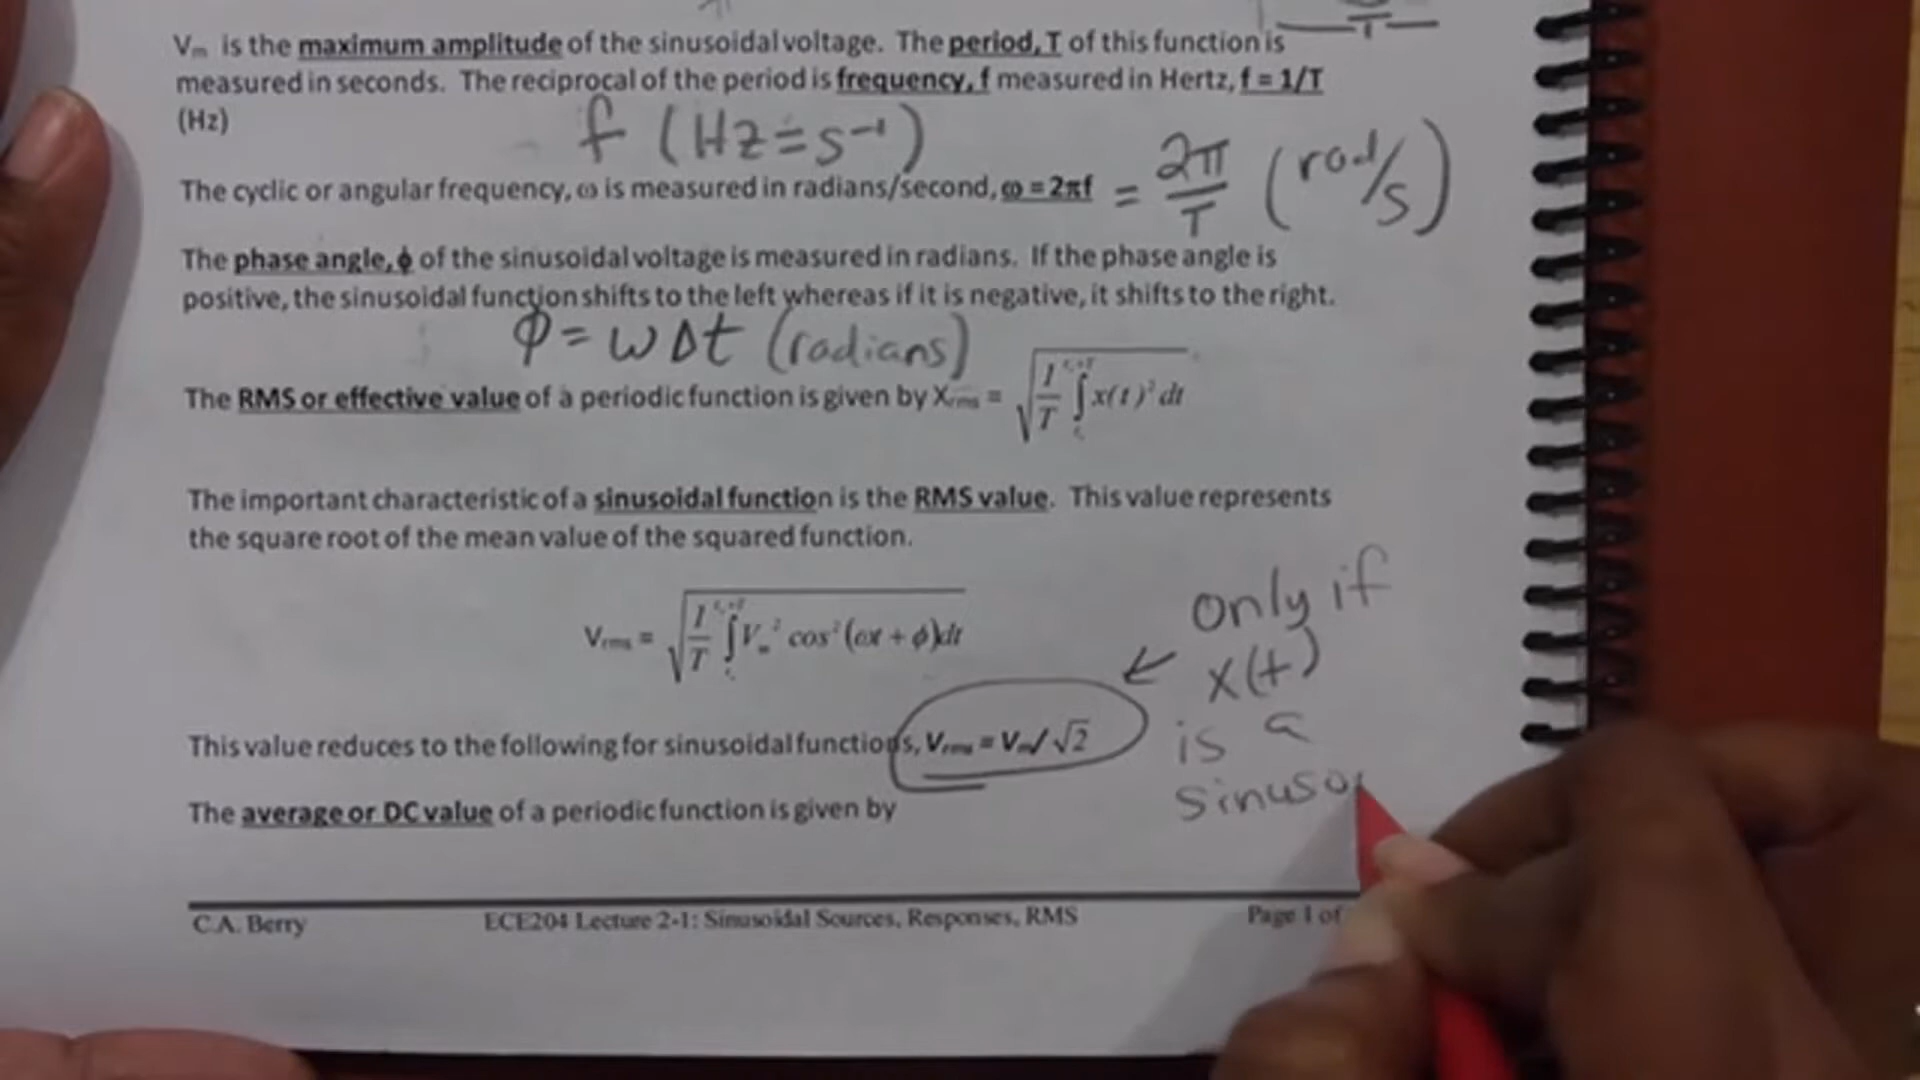 T
Vm is the maximum amplitude of the sinusoidal voltage. The period, T of this function is
measured in seconds. The reciprocal of the period is frequency, f measured in Hertz, f = 1/T
(Hz)
f (Hz = s⁻¹)
The cyclic or angular frequency, ω is measured in radians/second, ω = 2πf = 2π/T (rad/s)
The phase angle, ϕ of the sinusoidal voltage is measured in radians. If the phase angle is
positive, the sinusoidal function shifts to the left whereas if it is negative, it shifts to the right.
ϕ = ω Δt (radians)
The RMS or effective value of a periodic function is given by Xrms = √(1/T ∫ x(t)² dt)
The important characteristic of a sinusoidal function is the RMS value. This value represents
the square root of the mean value of the squared function.
Vrms = √(1/T ∫ Vm² cos² (ωt + ϕ)dt)
only if
x(t)
is a
sinuso
This value reduces to the following for sinusoidal functions, Vrms = Vm/ √2
The average or DC value of a periodic function is given by
C.A. Berry ECE204 Lecture 2-1: Sinusoidal Sources, Responses, RMS Page 1 of